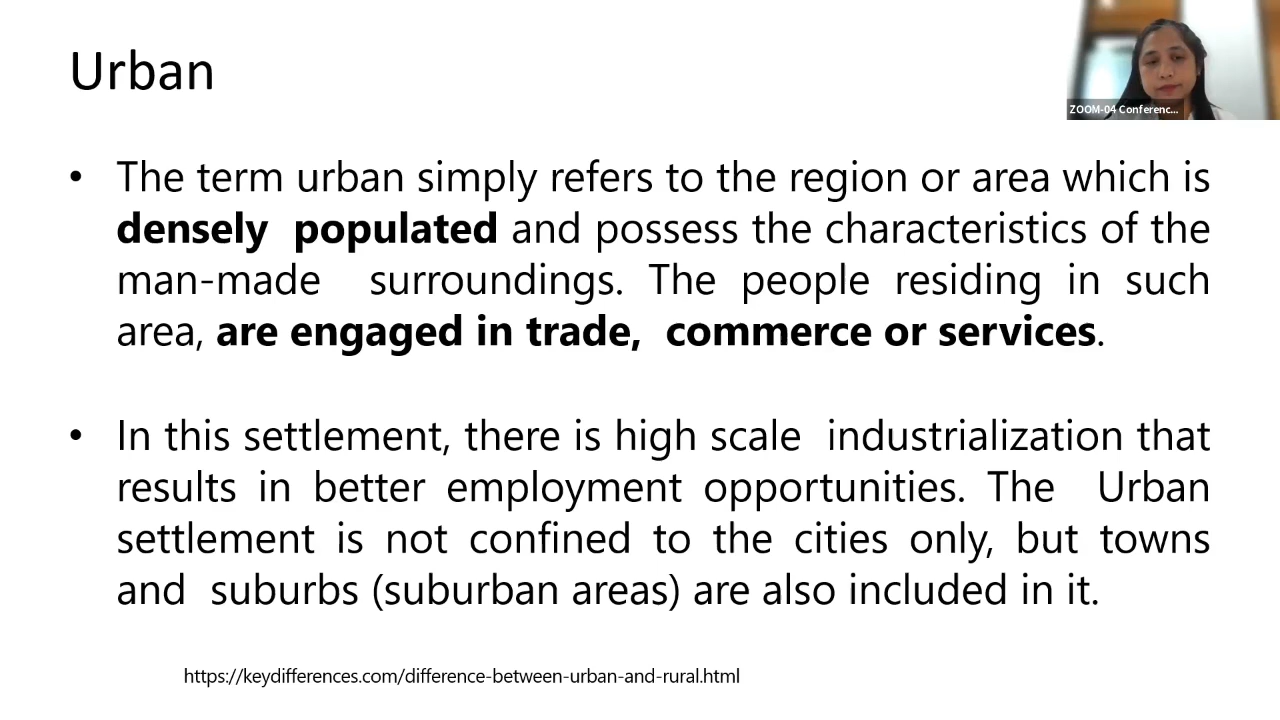 Urban
ZOOM-04 Conferenc...
• The term urban simply refers to the region or area which is
densely populated and possess the characteristics of the
man-made surroundings. The people residing in such
area, are engaged in trade, commerce or services.
• In this settlement, there is high scale industrialization that
results in better employment opportunities. The Urban
settlement is not confined to the cities only, but towns
and suburbs (suburban areas) are also included in it.
https://keydifferences.com/difference-between-urban-and-rural.html